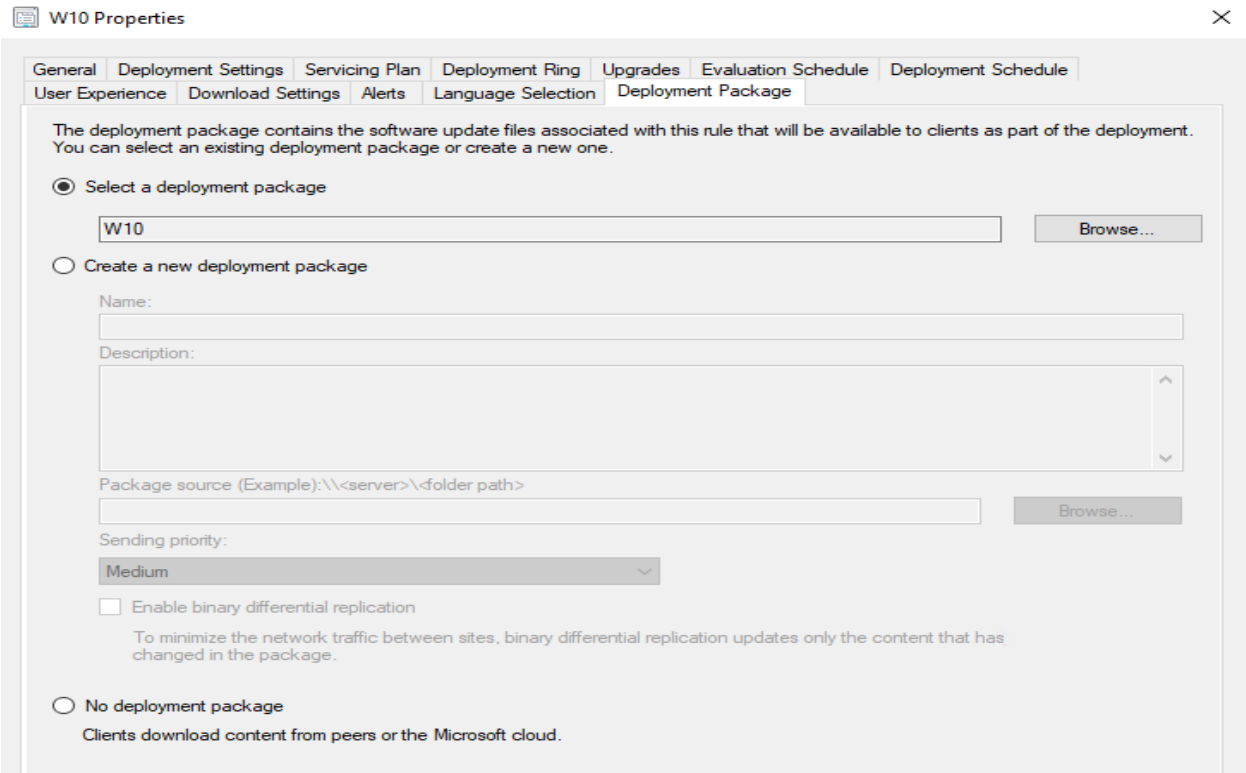 W10 Properties
General Deployment Settings Servicing Plan Deployment Ring Upgrades Evaluation Schedule Deployment Schedule
User Experience Download Settings Alerts Language Selection Deployment Package
The deployment package contains the software update files associated with this rule that will be available to clients as part of the deployment.
You can select an existing deployment package or create a new one.
Select a deployment package
W10 Browse...
Create a new deployment package
Name:
Description:
Package source (Example):\\<server>\<folder path>
Browse...
Sending priority:
Medium
Enable binary differential replication
To minimize the network traffic between sites, binary differential replication updates only the content that has
changed in the package.
No deployment package
Clients download content from peers or the Microsoft cloud.